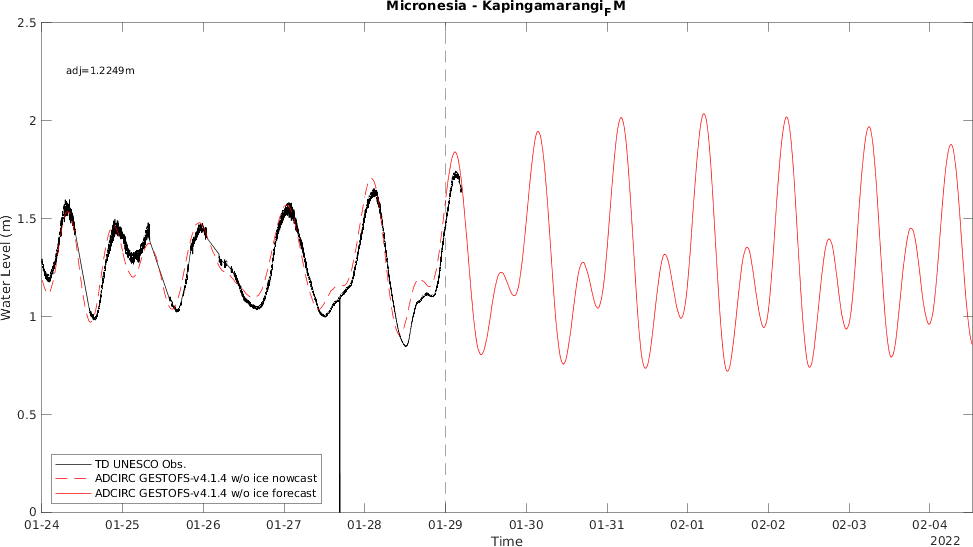 Micronesia - Kapingamarangi_FM
2.5
adj=1.2249m
2
1.5
Water Level (m)
1
0.5
TD UNESCO Obs.
ADCIRC GESTOFS-v4.1.4 w/o ice nowcast
ADCIRC GESTOFS-v4.1.4 w/o ice forecast
0
01-24 01-25 01-26 01-27 01-28 01-29 01-30 01-31 02-01 02-02 02-03 02-04
Time 2022